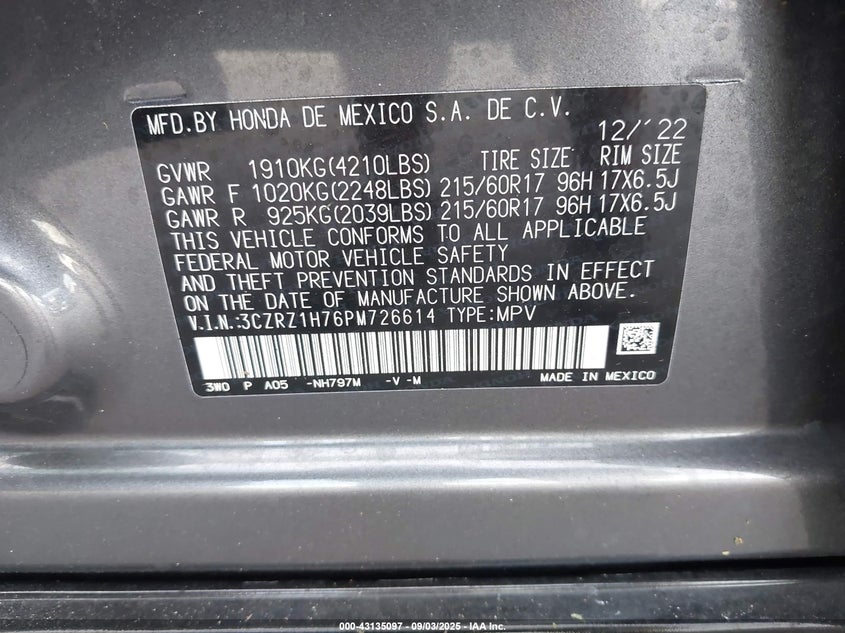 MFD.BY HONDA DE MEXICO S.A. DE C.V.
12/'22
GVWR 1910KG(4210LBS) TIRE SIZE RIM SIZE
GAWR F 1020KG(2248LBS) 215/60R17 96H 17X6.5J
GAWR R 925KG(2039LBS) 215/60R17 96H 17X6.5J
THIS VEHICLE CONFORMS TO ALL APPLICABLE
FEDERAL MOTOR VEHICLE SAFETY
AND THEFT PREVENTION STANDARDS IN EFFECT
ON THE DATE OF MANUFACTURE SHOWN ABOVE.
V.I.N.:3CZRZ1H76PM726614 TYPE:MPV
3W0 P A05 -NH797M -V -M MADE IN MEXICO
000-43135097 - 09/03/2025 - IAA Inc.